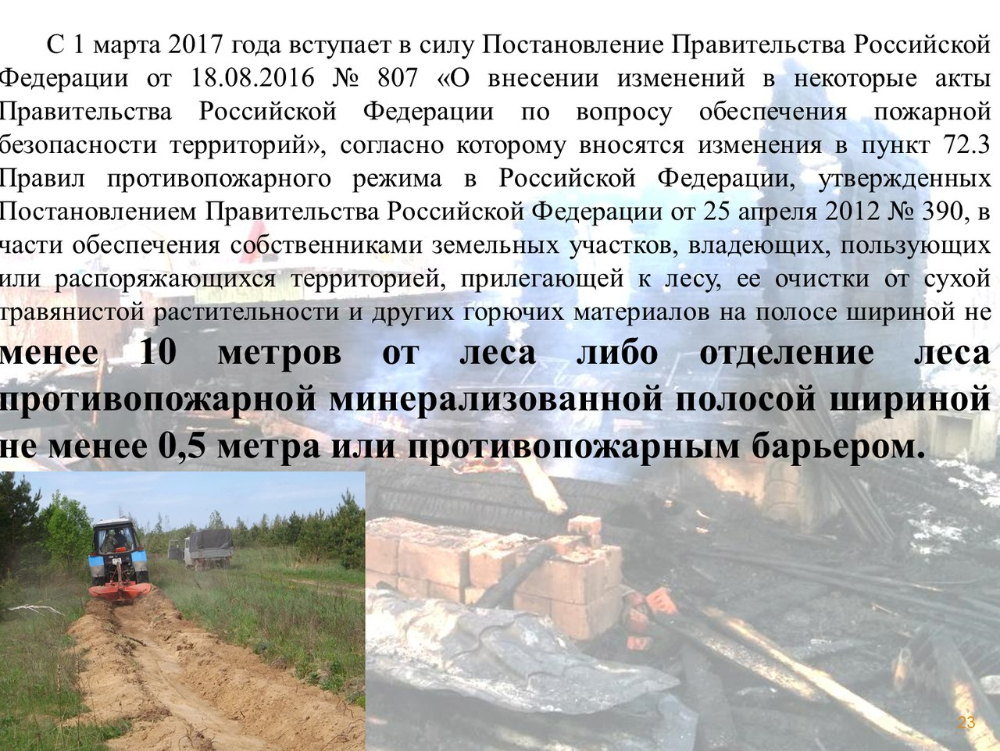 С 1 марта 2017 года вступает в силу Постановление Правительства Российской
Федерации от 18.08.2016 № 807 «О внесении изменений в некоторые акты
Правительства Российской Федерации по вопросу обеспечения пожарной
безопасности территорий», согласно которому вносятся изменения в пункт 72.3
Правил противопожарного режима в Российской Федерации, утвержденных
Постановлением Правительства Российской Федерации от 25 апреля 2012 № 390, в
части обеспечения собственниками земельных участков, владеющих, пользующих
или распоряжающихся территорией, прилегающей к лесу, ее очистки от сухой
травянистой растительности и других горючих материалов на полосе шириной не
менее 10 метров от леса либо отделение леса
противопожарной минерализованной полосой шириной
не менее 0,5 метра или противопожарным барьером.
23